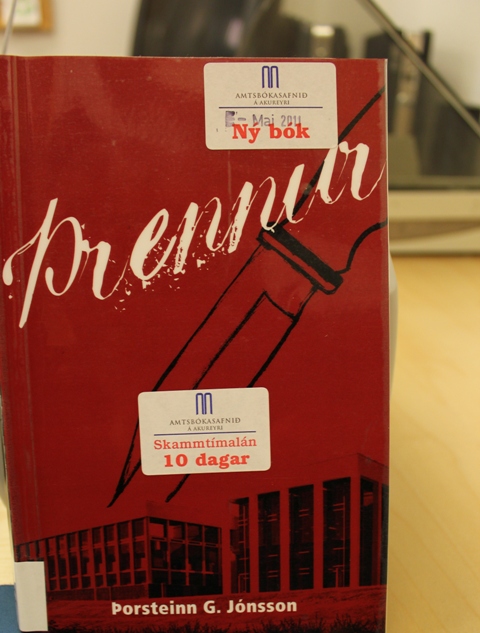 AMTSBÓKASAFNIÐ
Á AKUREYRI
Maí 2011
Ný bók
Þrennur
AMTSBÓKASAFNIÐ
Á AKUREYRI
Skammtímalán
10 dagar
Þorsteinn G. Jónsson